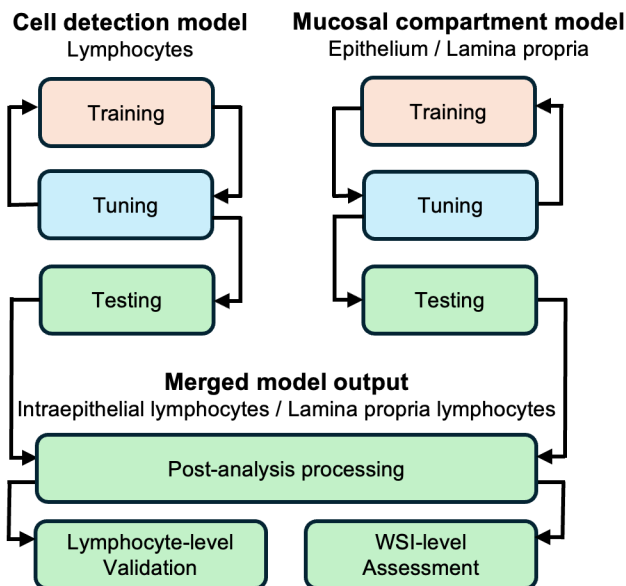 Cell detection model
Lymphocytes
Training
Tuning
Testing
Mucosal compartment model
Epithelium / Lamina propria
Training
Tuning
Testing
Merged model output
Intraepithelial lymphocytes / Lamina propria lymphocytes
Post-analysis processing
Lymphocyte-level
Validation
WSI-level
Assessment